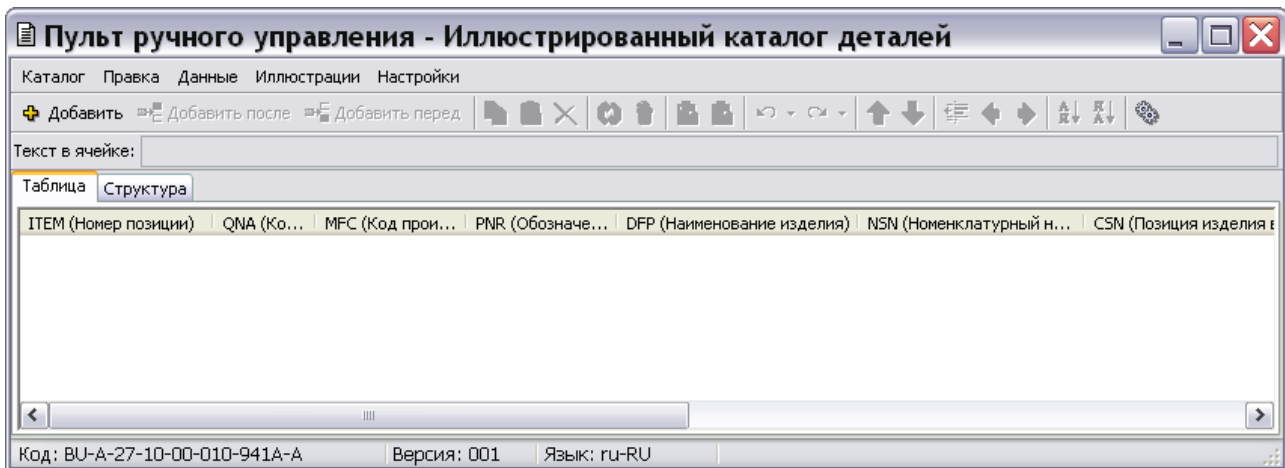 Пульт ручного управления - Иллюстрированный каталог деталей
Каталог Правка Данные Иллюстрации Настройки
Добавить Добавить после Добавить перед
Текст в ячейке:
Таблица Структура
ITEM (Номер позиции) QNA (Ко... MFC (Код прои... PNR (Обозначе... DFP (Наименование изделия) NSN (Номенклатурный н... CSN (Позиция изделия в
Код: BU-A-27-10-00-010-941A-A Версия: 001 Язык: ru-RU